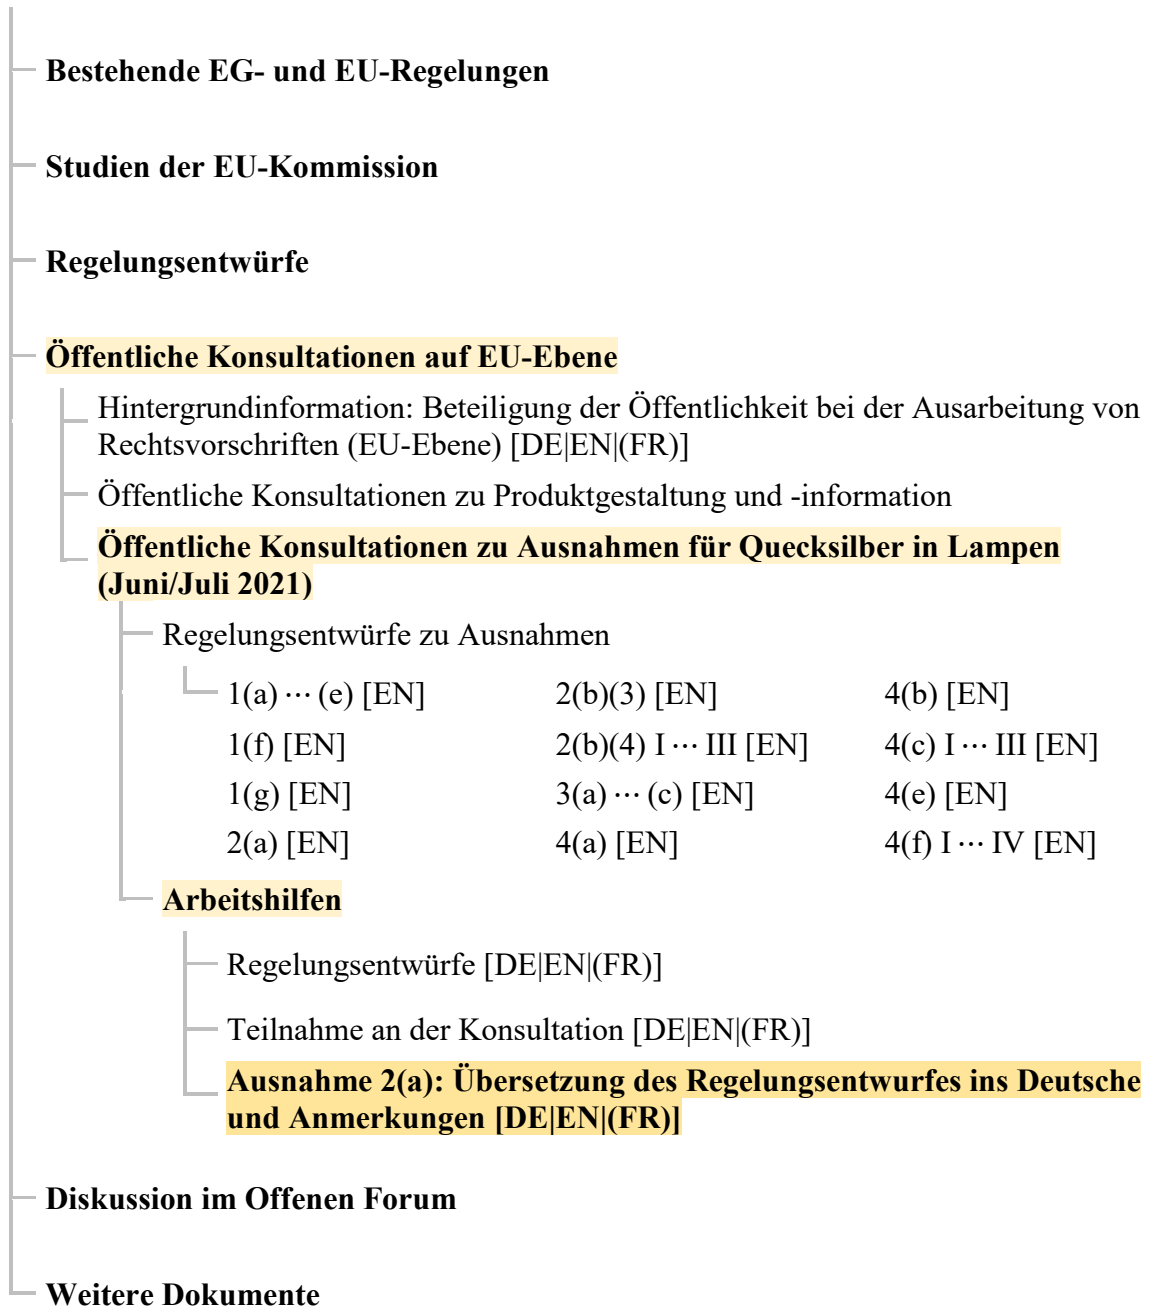 Bestehende EG- und EU-Regelungen
Studien der EU-Kommission
Regelungsentwürfe
Öffentliche Konsultationen auf EU-Ebene
Hintergrundinformation: Beteiligung der Öffentlichkeit bei der Ausarbeitung von
Rechtsvorschriften (EU-Ebene) [DE|EN|(FR)]
Öffentliche Konsultationen zu Produktgestaltung und -information
Öffentliche Konsultationen zu Ausnahmen für Quecksilber in Lampen
(Juni/Juli 2021)
Regelungsentwürfe zu Ausnahmen
1(a) ··· (e) [EN] 2(b)(3) [EN] 4(b) [EN]
1(f) [EN] 2(b)(4) I ··· III [EN] 4(c) I ··· III [EN]
1(g) [EN] 3(a) ··· (c) [EN] 4(e) [EN]
2(a) [EN] 4(a) [EN] 4(f) I ··· IV [EN]
Arbeitshilfen
Regelungsentwürfe [DE|EN|(FR)]
Teilnahme an der Konsultation [DE|EN|(FR)]
Ausnahme 2(a): Übersetzung des Regelungsentwurfes ins Deutsche
und Anmerkungen [DE|EN|(FR)]
Diskussion im Offenen Forum
Weitere Dokumente